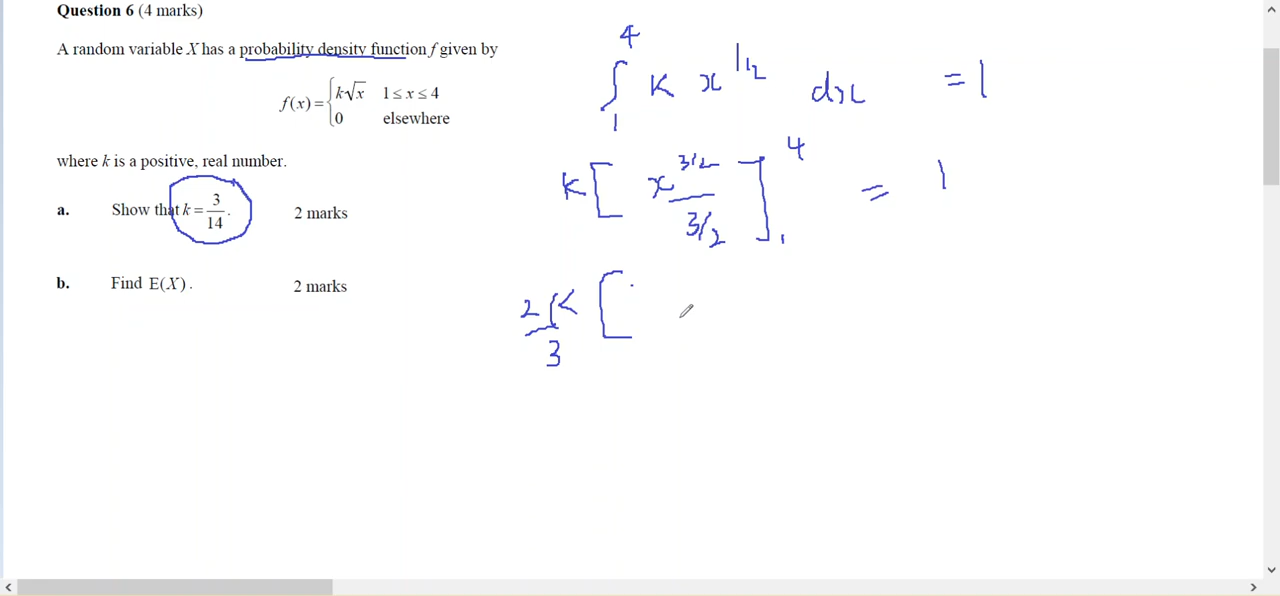 Question 6 (4 marks)
A random variable X has a probability density function f given by
f(x) = { k√x 1 ≤ x ≤ 4
0 elsewhere
where k is a positive, real number.
a. Show that k = 3/14. 2 marks
b. Find E(X). 2 marks
∫₁⁴ k x^1/2 dx = 1
k [ x^3/2 / 3/2 ]₁⁴ = 1
2k/3 [